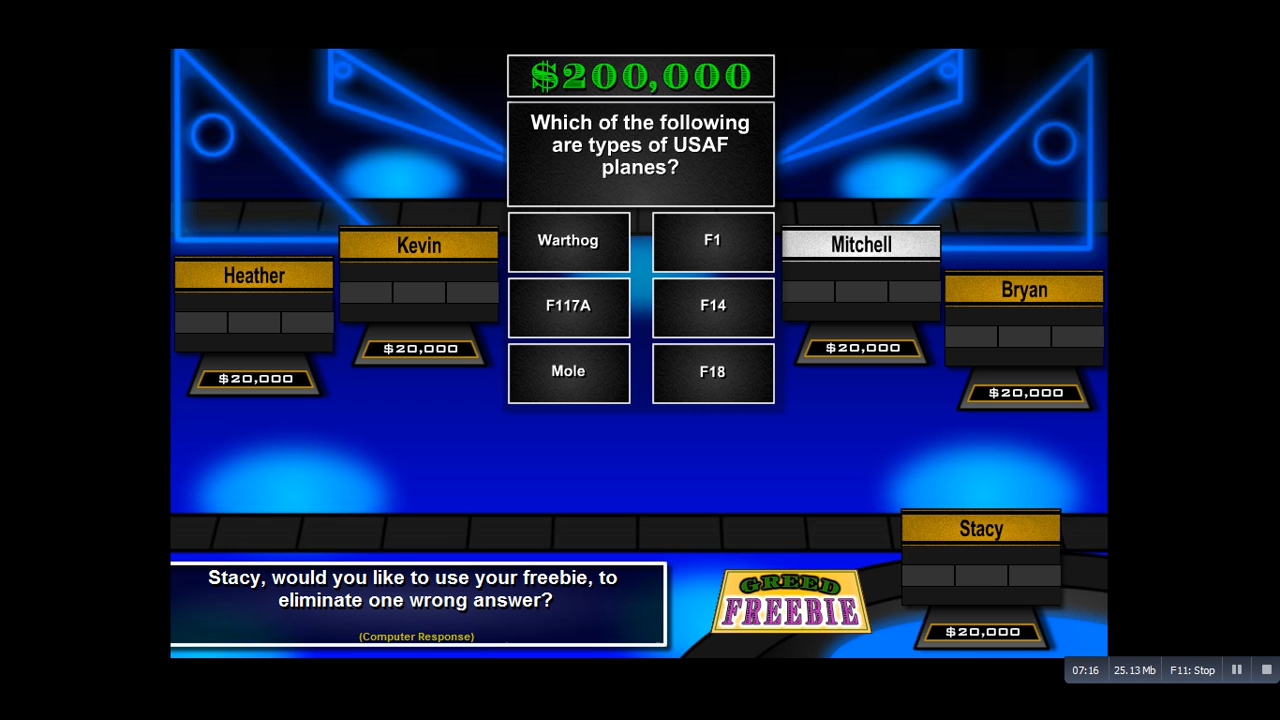 $200,000
Which of the following
are types of USAF
planes?
Warthog
F1
F117A
F14
Mole
F18
Heather
$20,000
Kevin
$20,000
Mitchell
$20,000
Bryan
$20,000
Stacy
$20,000
Stacy, would you like to use your freebie, to
eliminate one wrong answer?
(Computer Response)
GREED
FREEBIE
07:16 25.13 Mb F11: Stop